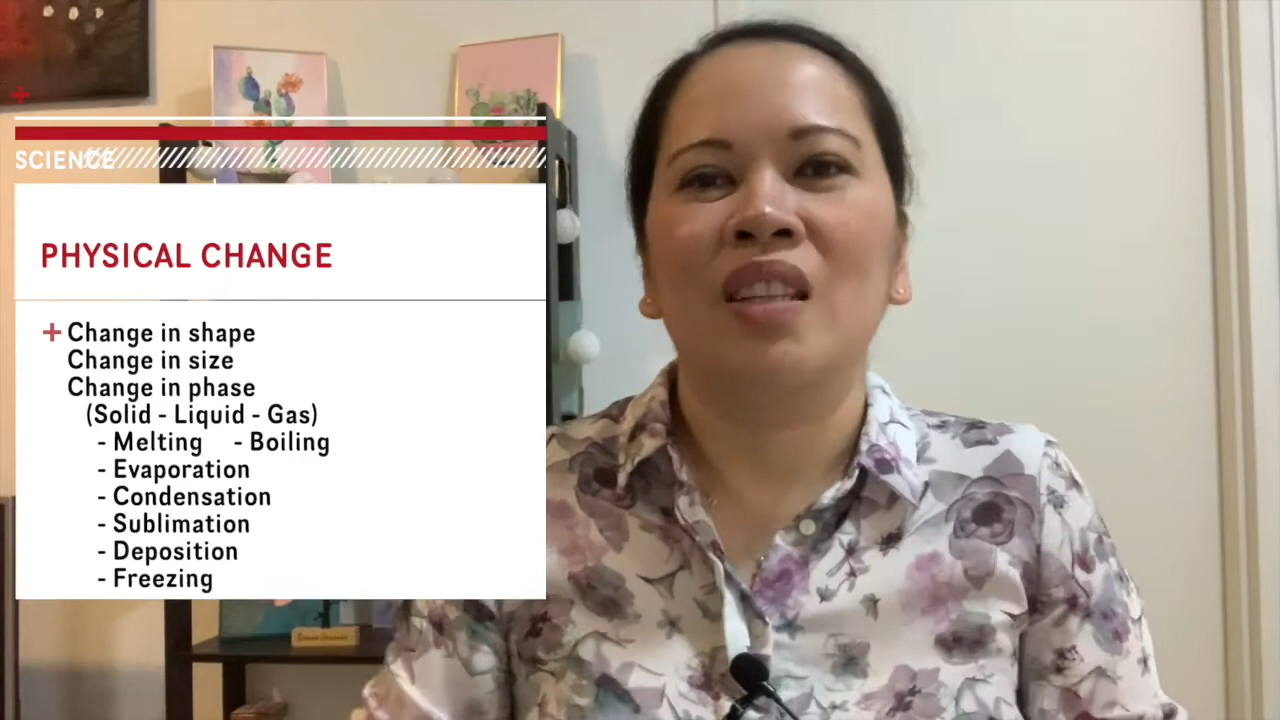 SCIENCE
PHYSICAL CHANGE
+ Change in shape
Change in size
Change in phase
(Solid - Liquid - Gas)
- Melting - Boiling
- Evaporation
- Condensation
- Sublimation
- Deposition
- Freezing